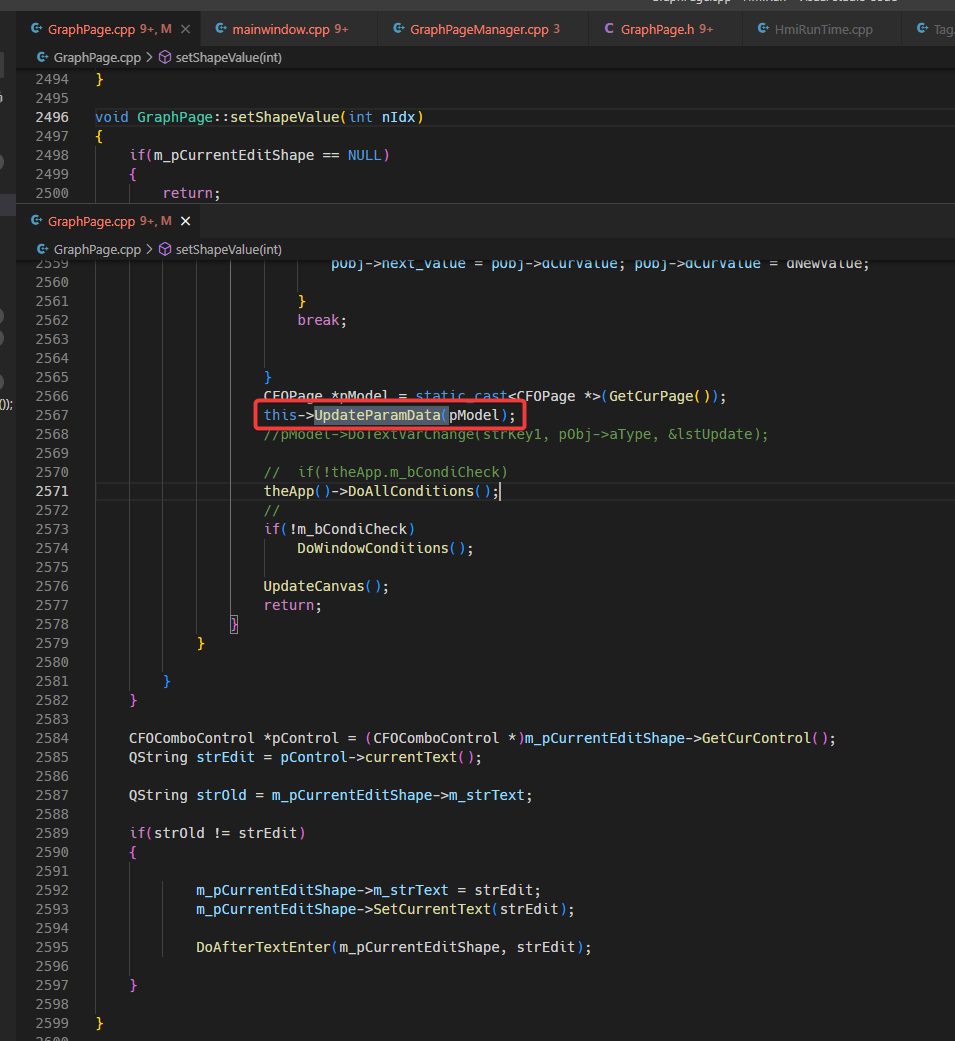 GraphPage.cpp 9+, M mainwindow.cpp 9+ GraphPageManager.cpp 3 GraphPage.h 9+ HmiRunTime.cpp Tag
GraphPage.cpp > setShapeValue(int)
2494 }
2495
2496 void GraphPage::setShapeValue(int nIdx)
2497 {
2498 if(m_pCurrentEditShape == NULL)
2499 {
2500 return;
GraphPage.cpp 9+, M
GraphPage.cpp > setShapeValue(int)
2559 pObj->next_value = pObj->dCurValue; pObj->dCurValue = dNewValue;
2560
2561 }
2562 break;
2563
2564
2565 }
2566 CFOPage *pModel = static_cast<CFOPage *>(GetCurPage());
2567 this->UpdateParamData(pModel);
2568 //pModel->DoTextVarChange(strKey1, pObj->aType, &lstUpdate);
2569
2570 // if(!theApp.m_bCondiCheck)
2571 theApp()->DoAllConditions();
2572 //
2573 if(!m_bCondiCheck)
2574 DoWindowConditions();
2575
2576 UpdateCanvas();
2577 return;
2578 }
2579 }
2580
2581 }
2582 }
2583
2584 CFOComboControl *pControl = (CFOComboControl *)m_pCurrentEditShape->GetCurControl();
2585 QString strEdit = pControl->currentText();
2586
2587 QString strOld = m_pCurrentEditShape->m_strText;
2588
2589 if(strOld != strEdit)
2590 {
2591
2592 m_pCurrentEditShape->m_strText = strEdit;
2593 m_pCurrentEditShape->SetCurrentText(strEdit);
2594
2595 DoAfterTextEnter(m_pCurrentEditShape, strEdit);
2596
2597 }
2598
2599 }